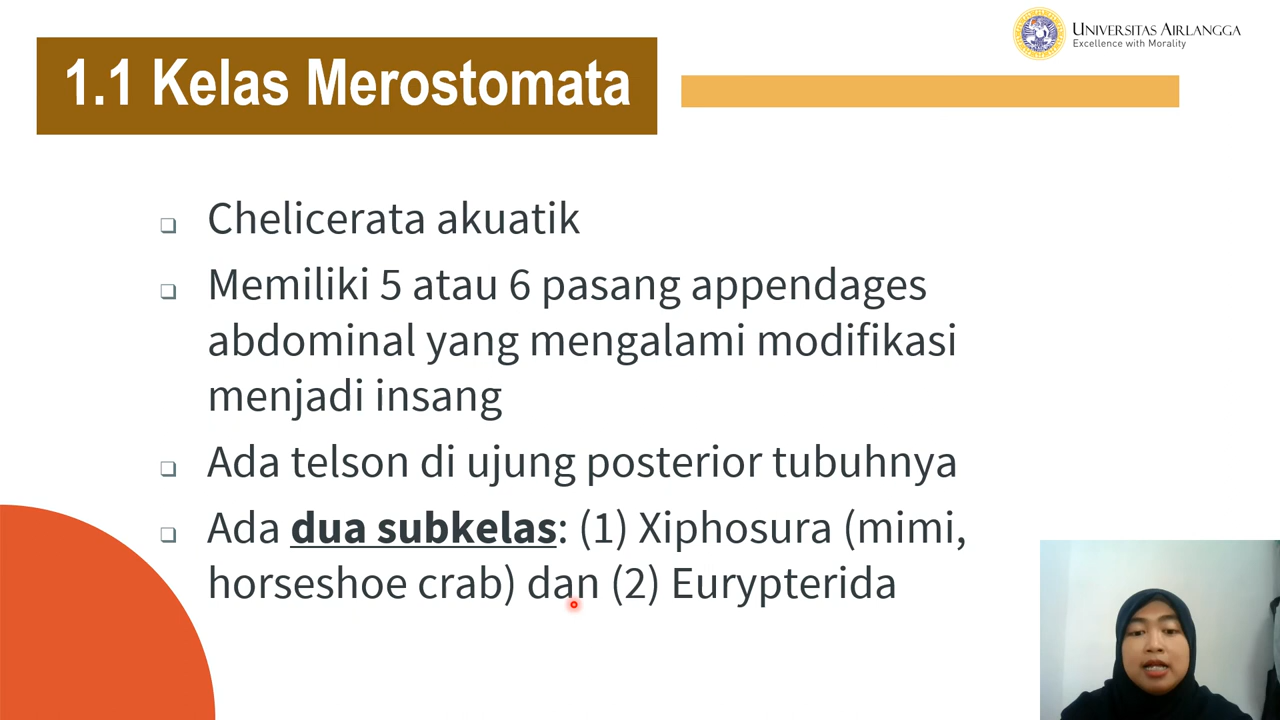 UNIVERSITAS AIRLANGGA
Excellence with Morality
1.1 Kelas Merostomata
Chelicerata akuatik
Memiliki 5 atau 6 pasang appendages
abdominal yang mengalami modifikasi
menjadi insang
Ada telson di ujung posterior tubuhnya
Ada dua subkelas: (1) Xiphosura (mimi,
horseshoe crab) dan (2) Eurypterida